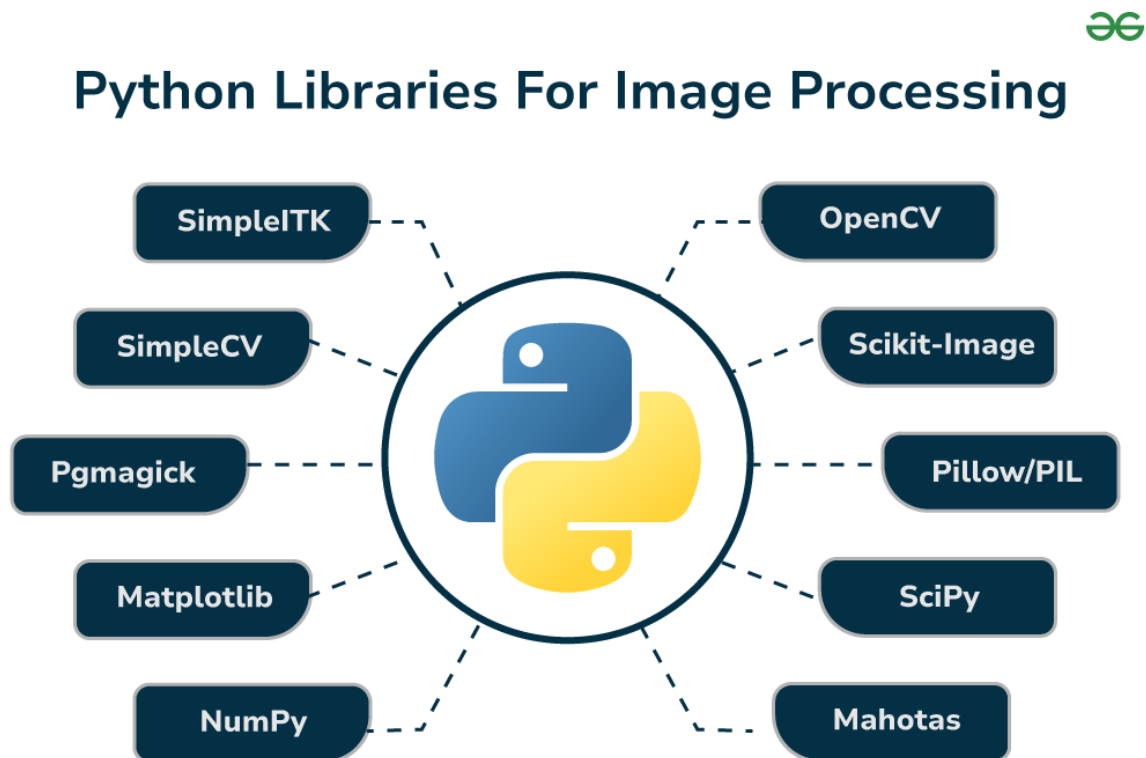 Python Libraries For Image Processing
SimpleITK
OpenCV
SimpleCV
Scikit-Image
Pgmagick
Pillow/PIL
Matplotlib
SciPy
NumPy
Mahotas